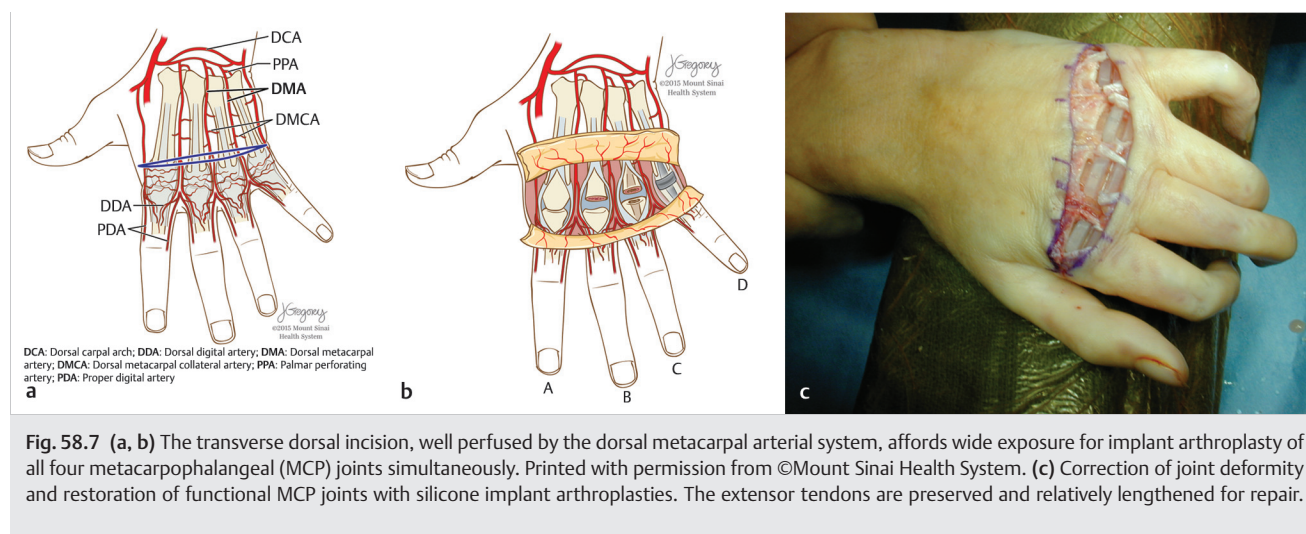 DCA
PPA
DMA
DMCA
DDA
PDA
JGregory
©2015 Mount Sinai
Health System
DCA: Dorsal carpal arch; DDA: Dorsal digital artery; DMA: Dorsal metacarpal
artery; DMCA: Dorsal metacarpal collateral artery; PPA: Palmar perforating
artery; PDA: Proper digital artery
a
JGregory
©2015 Mount Sinai
Health System
D
C
A
B
b
c
Fig. 58.7 (a, b) The transverse dorsal incision, well perfused by the dorsal metacarpal arterial system, affords wide exposure for implant arthroplasty of
all four metacarpophalangeal (MCP) joints simultaneously. Printed with permission from ©Mount Sinai Health System. (c) Correction of joint deformity
and restoration of functional MCP joints with silicone implant arthroplasties. The extensor tendons are preserved and relatively lengthened for repair.